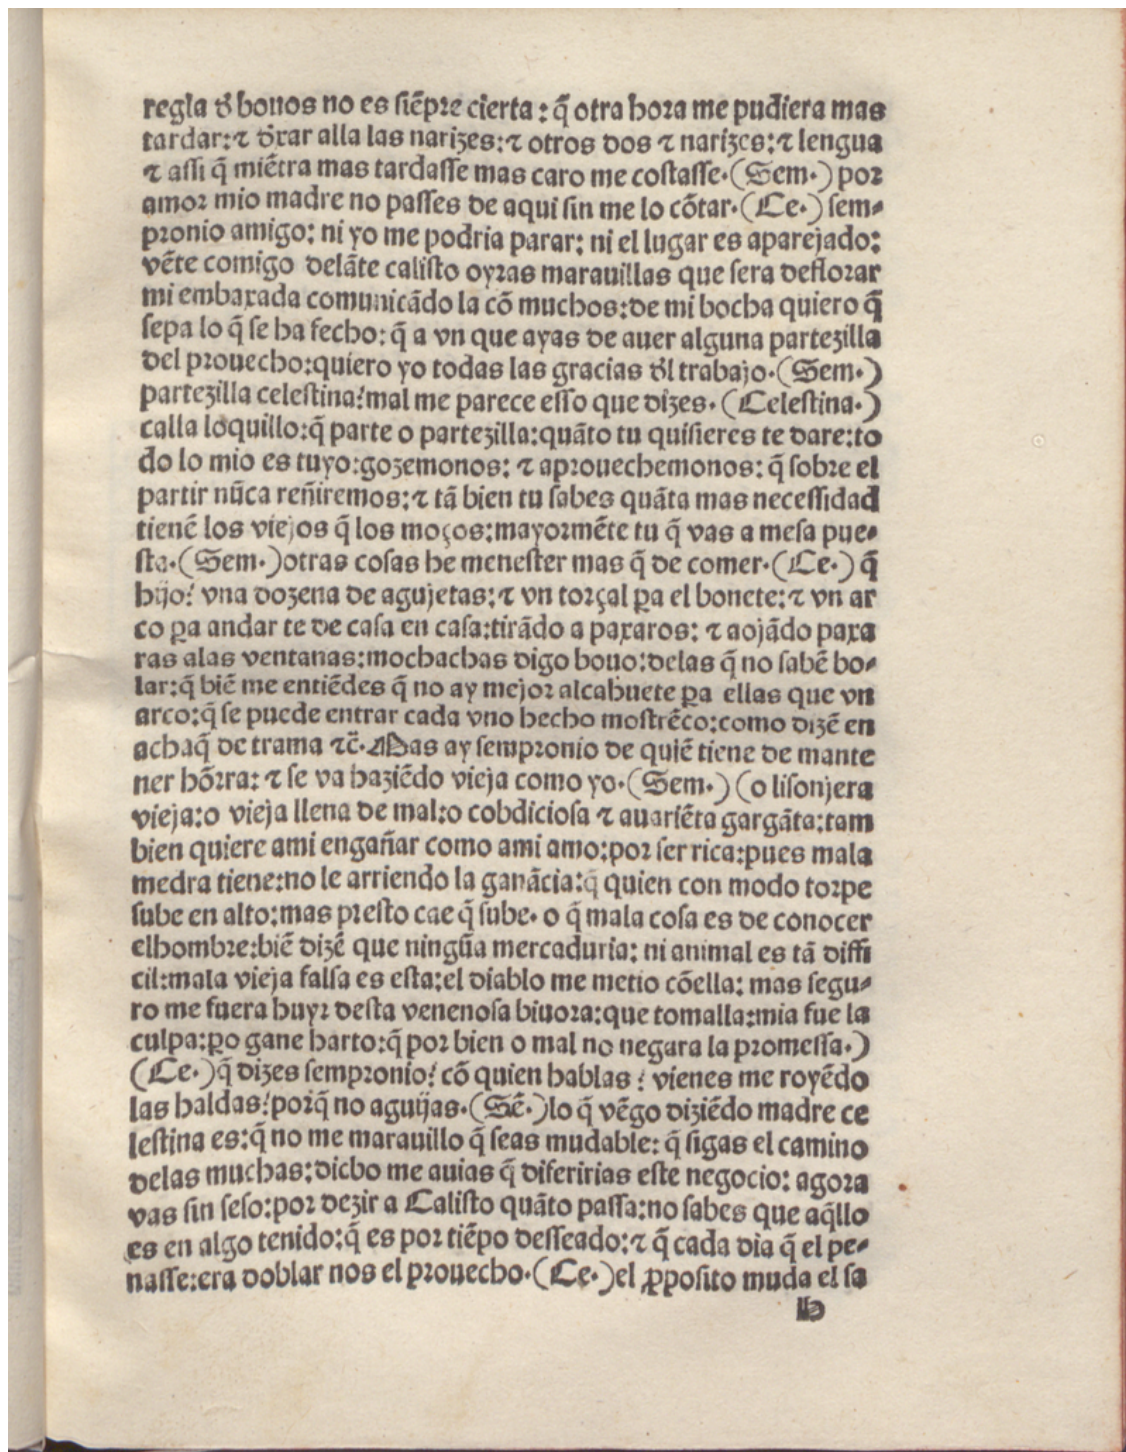 regla đ bouos no es siẽpre cierta: q̃ otra hora me pudiera mas
tardar: ⁊ đxar alla las narizes: ⁊ otros dos ⁊ narizes: ⁊ lengua
⁊ assi q̃ miẽtra mas tardasse mas caro me costasse. (Sem.) por
amor mio madre no passes de aqui sin me lo cõtar. (Ce.) sem-
pronio amigo: ni yo me podria parar: ni el lugar es aparejado:
vẽte comigo delãte calisto oyras marauillas que sera deflorar
mi embaxada comunicãdo la cõ muchos: de mi bocha quiero q̃
sepa lo q̃ se ha fecho: q̃ a vn que ayas de auer alguna partezilla
del prouecho: quiero yo todas las gracias đl trabajo. (Sem.)
partezilla celestina? mal me parece esso que dizes. (Celestina.)
calla loquillo: q̃ parte o partezilla: quãto tu quisieres te dare: to
do lo mio es tuyo: gozemonos: ⁊ aprouechemonos: q̃ sobre el
partir nũca reñiremos: ⁊ tã bien tu sabes quãta mas necessidad
tienẽ los viejos q̃ los moços: mayormẽte tu q̃ vas a mesa pue-
sta. (Sem.) otras cosas he menester mas q̃ de comer. (Ce.) q̃
hijo? vna dozena de agujetas: ⁊ vn torçal ꝑa el bonete: ⁊ vn ar
co ꝑa andar te de casa en casa: tirãdo a paxaros: ⁊ aojãdo paxa
ras alas ventanas: mochachas digo bouo: delas q̃ no sabẽ bo-
lar: q̃ biẽ me entiẽdes q̃ no ay mejor alcahuete ꝑa ellas que vn
arco: q̃ se puede entrar cada vno hecho mostrẽco: como dizẽ en
achaq̃ de trama ⁊c̃. Mas ay sempronio de quiẽ tiene de mante
ner hõrra: ⁊ se va haziẽdo vieja como yo. (Sem.) (o lisonjera
vieja: o vieja llena de mal: o cobdiciosa ⁊ auariẽta gargãta: tam
bien quiere ami engañar como ami amo: por ser rica: pues mala
medra tiene: no le arriendo la ganãcia: q̃ quien con modo torpe
sube en alto: mas presto cae q̃ sube. o q̃ mala cosa es de conocer
elhombre: biẽ dizẽ que ningũa mercaduria: ni animal es tã diffi
cil: mala vieja falsa es esta: el diablo me metio cõella: mas segu-
ro me fuera huyr desta venenosa biuora: que tomalla: mia fue la
culpa: ꝑo gane harto: q̃ por bien o mal no negara la promessa.)
(Ce.) q̃ dizes sempronio? cõ quien hablas? vienes me royẽdo
las haldas? porq̃ no aguijas. (Sẽ.) lo q̃ vẽgo diziẽdo madre ce
lestina es: q̃ no me marauillo q̃ seas mudable: q̃ sigas el camino
delas muchas: dicho me auias q̃ diferirias este negocio: agora
vas sin seso: por dezir a Calisto quãto passa: no sabes que aq̃llo
es en algo tenido: q̃ es por tiẽpo desseado: ⁊ q̃ cada dia q̃ el pe-
nasse: era doblar nos el prouecho. (Ce.) el ꝓposito muda el sa
h